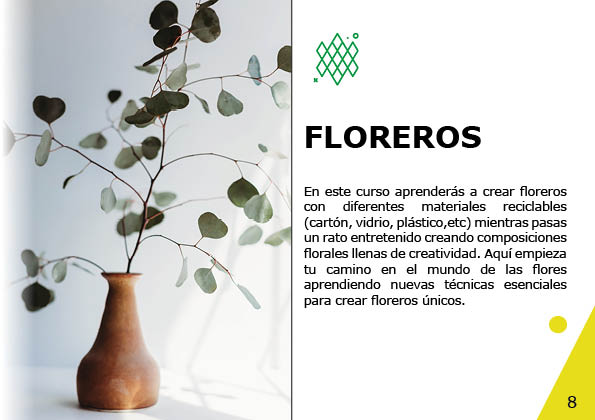 FLOREROS
En este curso aprenderás a crear floreros
con diferentes materiales reciclables
(cartón, vidrio, plástico,etc) mientras pasas
un rato entretenido creando composiciones
florales llenas de creatividad. Aquí empieza
tu camino en el mundo de las flores
aprendiendo nuevas técnicas esenciales
para crear floreros únicos.
8